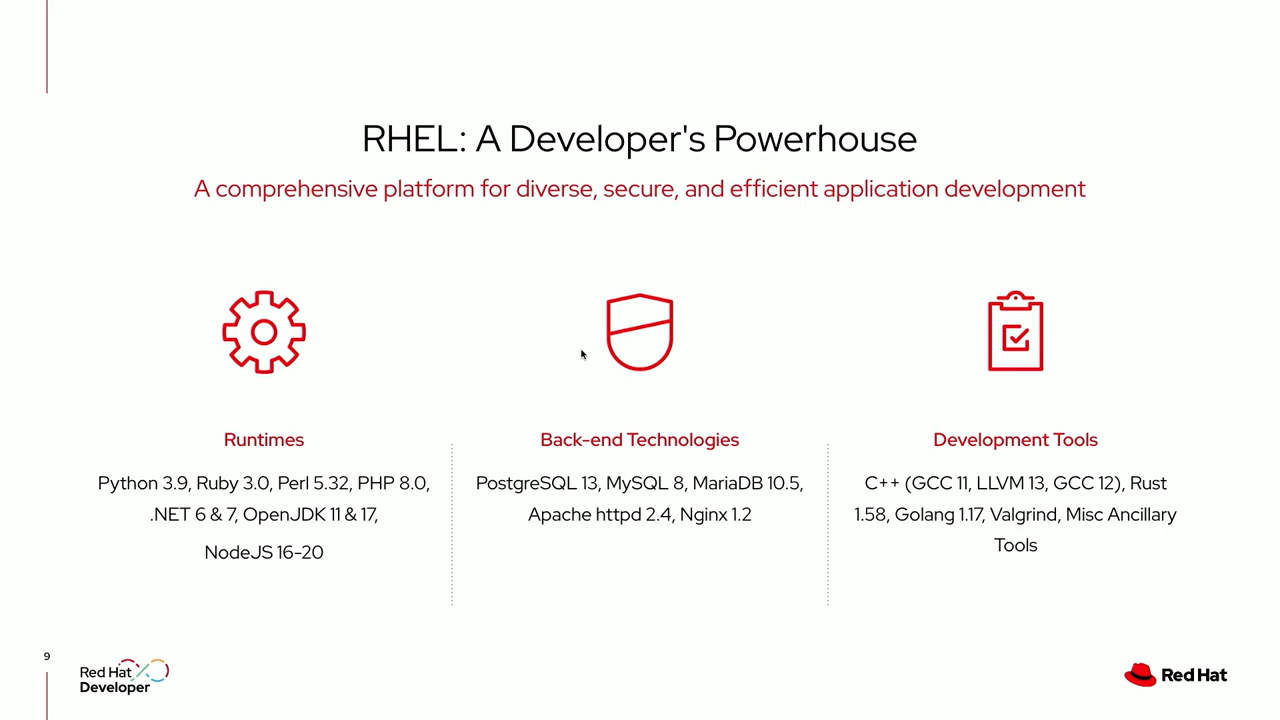 RHEL: A Developer's Powerhouse
A comprehensive platform for diverse, secure, and efficient application development
Runtimes
Python 3.9, Ruby 3.0, Perl 5.32, PHP 8.0,
.NET 6 & 7, OpenJDK 11 & 17,
NodeJS 16-20
Back-end Technologies
PostgreSQL 13, MySQL 8, MariaDB 10.5,
Apache httpd 2.4, Nginx 1.2
Development Tools
C++ (GCC 11, LLVM 13, GCC 12), Rust
1.58, Golang 1.17, Valgrind, Misc Ancillary
Tools
9
Red Hat
Developer
Red Hat